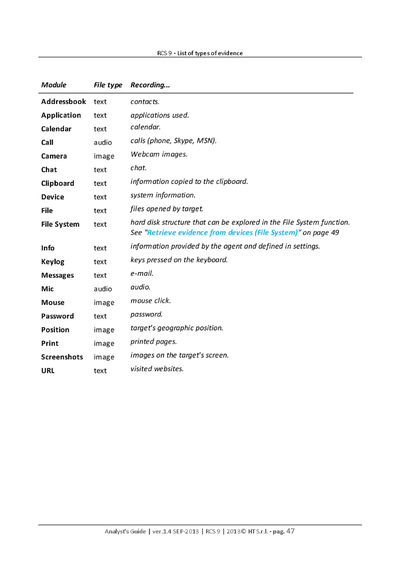 RCS 9 - List of types of evidence
Module File type Recording...
Addressbook text contacts.
Application text applications used.
Calendar text calendar.
Call audio calls (phone, Skype, MSN).
Camera image Webcam images.
Chat text chat.
Clipboard text information copied to the clipboard.
Device text system information.
File text files opened by target.
File System text hard disk structure that can be explored in the File System function.
See "Retrieve evidence from devices (File System)" on page 49
Info text information provided by the agent and defined in settings.
Keylog text keys pressed on the keyboard.
Messages text e-mail.
Mic audio audio.
Mouse image mouse click.
Password text password.
Position image target's geographic position.
Print image printed pages.
Screenshots image images on the target's screen.
URL text visited websites.
Analyst's Guide | ver.1.4 SEP-2013 | RCS 9 | 2013© HT S.r.l. - pag. 47